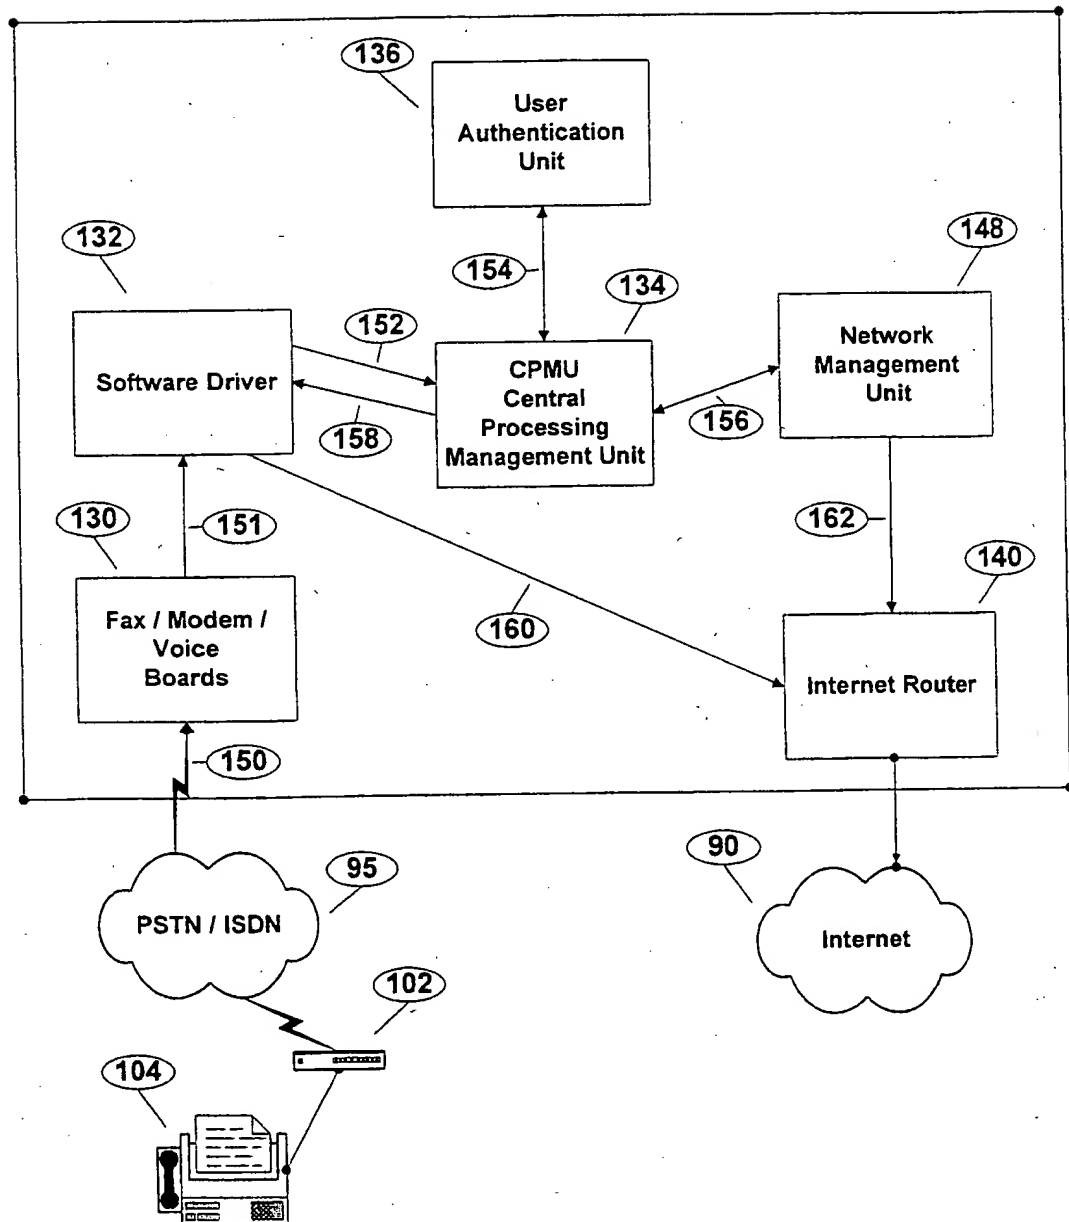 136
User
Authentication
Unit
132
154
148
134
152
Software Driver
158
CPMU
Central
Processing
Management Unit
Network
Management
Unit
156
130
151
162
140
Fax / Modem /
Voice
Boards
160
Internet Router
150
95
PSTN / ISDN
90
Internet
102
104